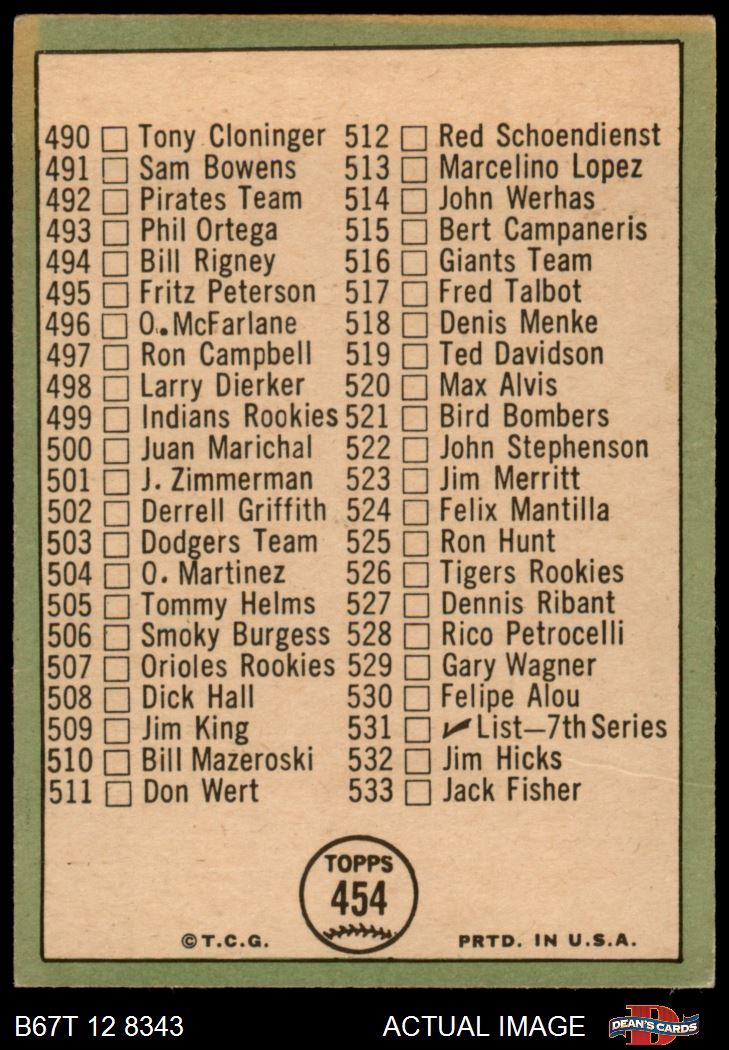 490 Tony Cloninger
491 Sam Bowens
492 Pirates Team
493 Phil Ortega
494 Bill Rigney
495 Fritz Peterson
496 O. McFarlane
497 Ron Campbell
498 Larry Dierker
499 Indians Rookies
500 Juan Marichal
501 J. Zimmerman
502 Derrell Griffith
503 Dodgers Team
504 O. Martinez
505 Tommy Helms
506 Smoky Burgess
507 Orioles Rookies
508 Dick Hall
509 Jim King
510 Bill Mazeroski
511 Don Wert
512 Red Schoendienst
513 Marcelino Lopez
514 John Werhas
515 Bert Campaneris
516 Giants Team
517 Fred Talbot
518 Denis Menke
519 Ted Davidson
520 Max Alvis
521 Bird Bombers
522 John Stephenson
523 Jim Merritt
524 Felix Mantilla
525 Ron Hunt
526 Tigers Rookies
527 Dennis Ribant
528 Rico Petrocelli
529 Gary Wagner
530 Felipe Alou
531 ✓ List—7th Series
532 Jim Hicks
533 Jack Fisher
TOPPS
454
©T.C.G.
PRTD. IN U.S.A.
B67T 12 8343
ACTUAL IMAGE
D
DEAN'S CARDS